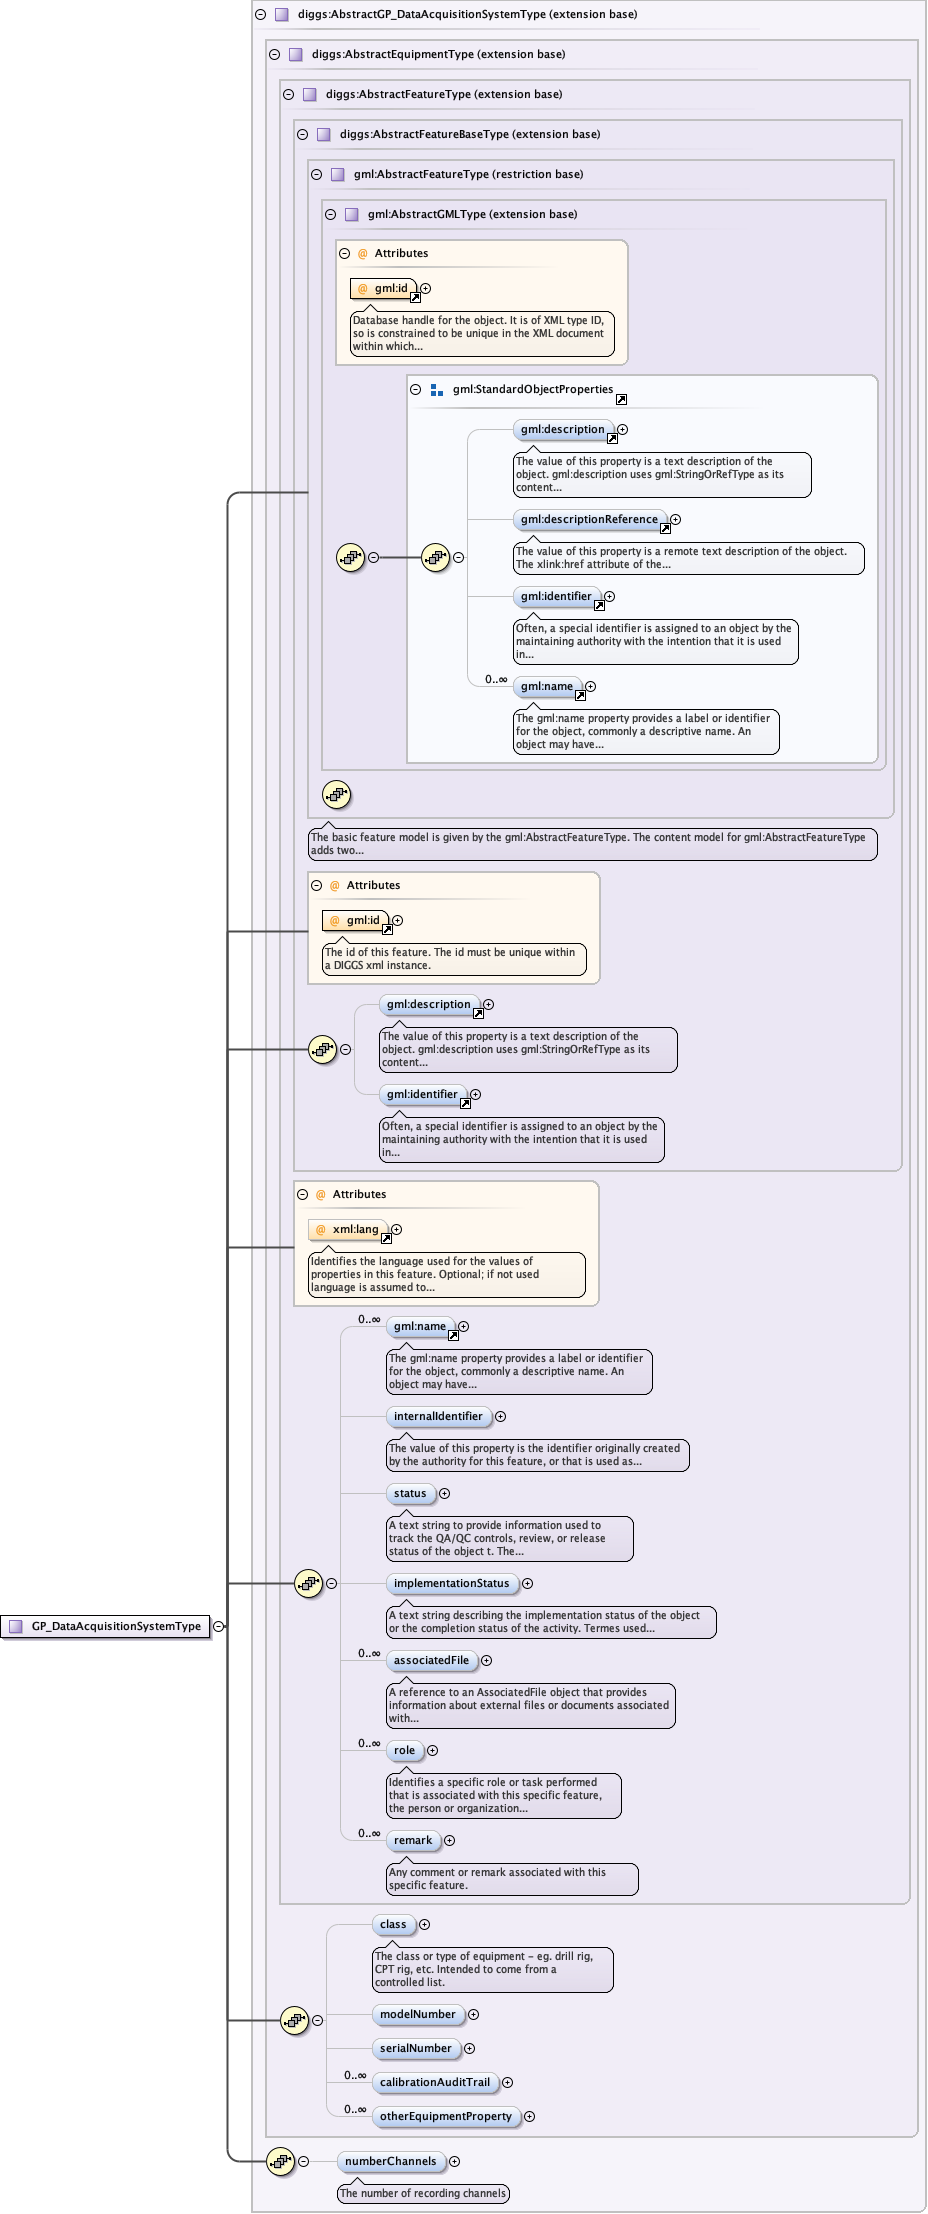 diggs:AbstractGP_DataAcquisitionSystemType (extension base)
diggs:AbstractEquipmentType (extension base)
diggs:AbstractFeatureType (extension base)
diggs:AbstractFeatureBaseType (extension base)
gml:AbstractFeatureType (restriction base)
gml:AbstractGMLType (extension base)
@ Attributes
@ gml:id
Database handle for the object. It is of XML type ID,
so is constrained to be unique in the XML document
within which...
gml:StandardObjectProperties
gml:description
The value of this property is a text description of the
object. gml:description uses gml:StringOrRefType as its
content...
gml:descriptionReference
The value of this property is a remote text description of the object.
The xlink:href attribute of the...
gml:identifier
Often, a special identifier is assigned to an object by the
maintaining authority with the intention that it is used
in...
0..∞
gml:name
The gml:name property provides a label or identifier
for the object, commonly a descriptive name. An
object may have...
The basic feature model is given by the gml:AbstractFeatureType. The content model for gml:AbstractFeatureType
adds two...
@ Attributes
@ gml:id
The id of this feature. The id must be unique within
a DIGGS xml instance.
gml:description
The value of this property is a text description of the
object. gml:description uses gml:StringOrRefType as its
content...
gml:identifier
Often, a special identifier is assigned to an object by the
maintaining authority with the intention that it is used
in...
@ Attributes
@ xml:lang
Identifies the language used for the values of
properties in this feature. Optional; if not used
language is assumed to...
0..∞
gml:name
The gml:name property provides a label or identifier
for the object, commonly a descriptive name. An
object may have...
internalIdentifier
The value of this property is the identifier originally created
by the authority for this feature, or that is used as...
status
A text string to provide information used to
track the QA/QC controls, review, or release
status of the object t. The...
implementationStatus
A text string describing the implementation status of the object
or the completion status of the activity. Termes used...
GP_DataAcquisitionSystemType
0..∞
associatedFile
A reference to an AssociatedFile object that provides
information about external files or documents associated
with...
0..∞
role
Identifies a specific role or task performed
that is associated with this specific feature,
the person or organization...
0..∞
remark
Any comment or remark associated with this
specific feature.
class
The class or type of equipment - eg. drill rig,
CPT rig, etc. Intended to come from a
controlled list.
modelNumber
serialNumber
0..∞
calibrationAuditTrail
0..∞
otherEquipmentProperty
numberChannels
The number of recording channels